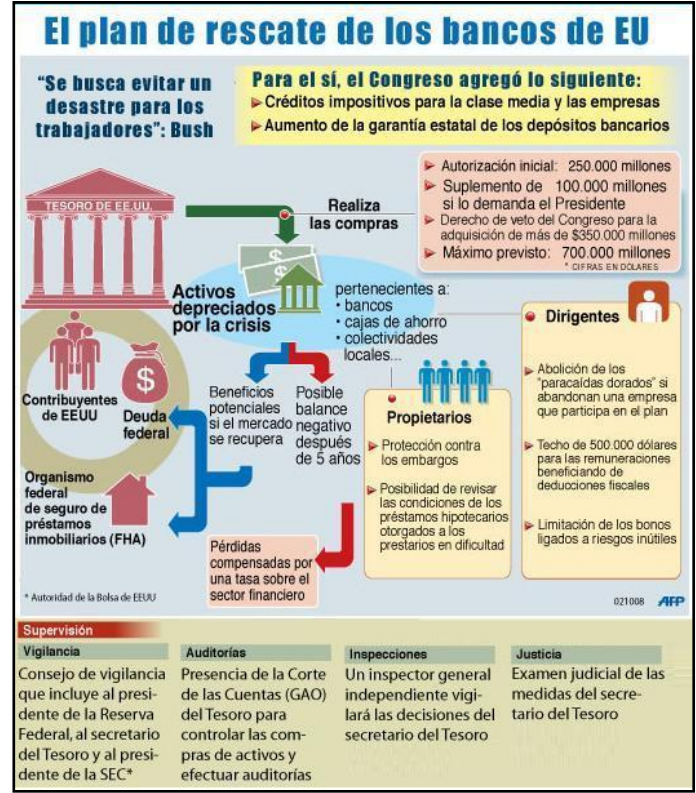 El plan de rescate de los bancos de EU
“Se busca evitar un
desastre para los
trabajadores”: Bush
Para el sí, el Congreso agregó lo siguiente:
Créditos impositivos para la clase media y las empresas
Aumento de la garantía estatal de los depósitos bancarios
TESORO DE EE.UU.
Realiza
las compras
Autorización inicial: 250.000 millones
Suplemento de 100.000 millones
si lo demanda el Presidente
Derecho de veto del Congreso para la
adquisición de más de $350.000 millones
Máximo previsto: 700.000 millones
* CIFRAS EN DÓLARES
Activos
depreciados
por la crisis
pertenecientes a:
• bancos
• cajas de ahorro
• colectividades
locales...
Contribuyentes
de EEUU
$
Deuda
federal
Organismo
federal
de seguro de
préstamos
inmobiliarios (FHA)
Beneficios
potenciales
si el mercado
se recupera
Posible
balance
negativo
después
de 5 años
Pérdidas
compensadas por
una tasa sobre el
sector financiero
Propietarios
Protección contra
los embargos
Posibilidad de revisar
las condiciones de los
préstamos hipotecarios
otorgados a los
prestarios en dificultad
Dirigentes
Abolición de los
"paracaídas dorados" si
abandonan una empresa
que participa en el plan
Techo de 500.000 dólares
para las remuneraciones
beneficiando de
deducciones fiscales
Limitación de los bonos
ligados a riesgos inútiles
* Autoridad de la Bolsa de EEUU
021008 AFP
Supervisión
Vigilancia
Consejo de vigilancia
que incluye al presi-
dente de la Reserva
Federal, al secretario
del Tesoro y al presi-
dente de la SEC*
Auditorías
Presencia de la Corte
de las Cuentas (GAO)
del Tesoro para
controlar las com-
pras de activos y
efectuar auditorías
Inspecciones
Un inspector general
independiente vigi-
lará las decisiones del
secretario del Tesoro
Justicia
Examen judicial de las
medidas del secre-
tario del Tesoro